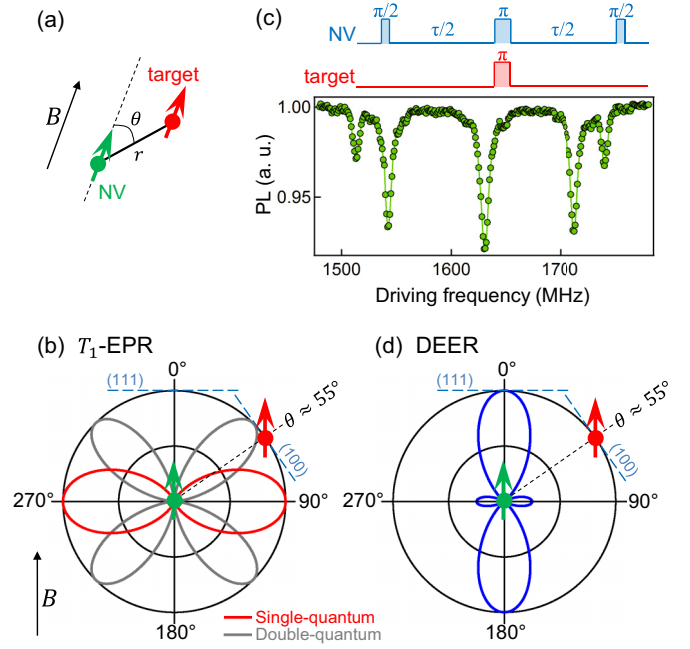 (a)
B
target
θ
r
NV
(c)
π/2 π π/2
NV τ/2 τ/2
target π
PL (a. u.)
1.00
0.95
1500 1600 1700
Driving frequency (MHz)
(b) T₁-EPR
0°
(111)
θ ≈ 55°
(100)
270° 90°
B
180°
Single-quantum
Double-quantum
(d) DEER
0°
(111)
θ ≈ 55°
(100)
270° 90°
180°